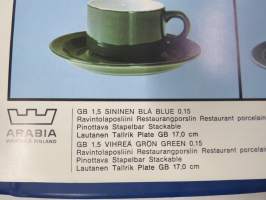 GB 1,5 SININEN BLÅ BLUE 0,15
Ravintolaposliini Restaurangporslin Restaurant porcelain
Pinottava Stapelbar Stackable
Lautanen Tallrik Plate GB 17,0 cm
GB 1,5 VIHREÄ GRÖN GREEN 0,15
Ravintolaposliini Restaurangporslin Restaurant porcelain
Pinottava Stapelbar Stackable
Lautanen Tallrik Plate GB 17,0 cm
ARABIA
FINLAND